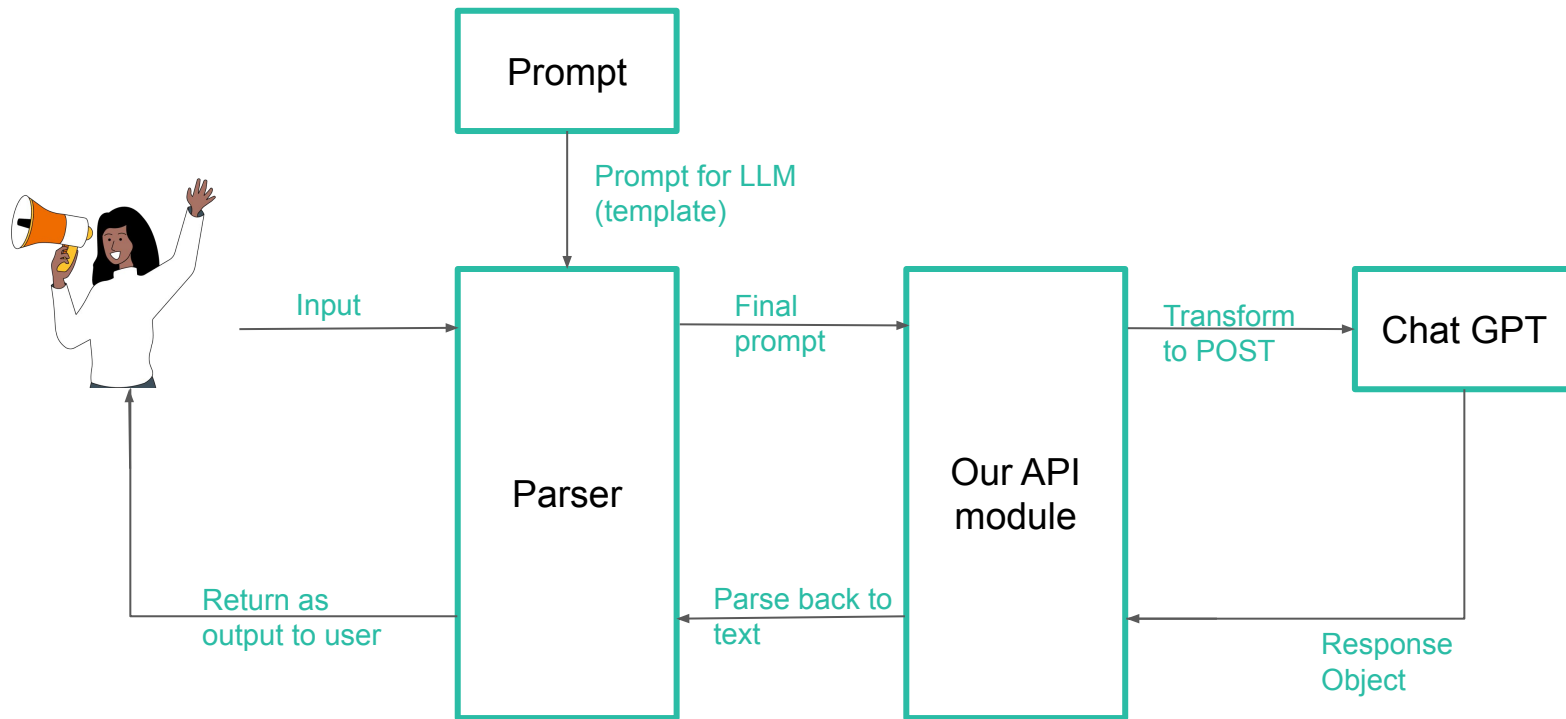 Prompt
Prompt for LLM
(template)
Input
Final
prompt
Transform
to POST
Chat GPT
Parser
Our API
module
Return as
output to user
Parse back to
text
Response
Object